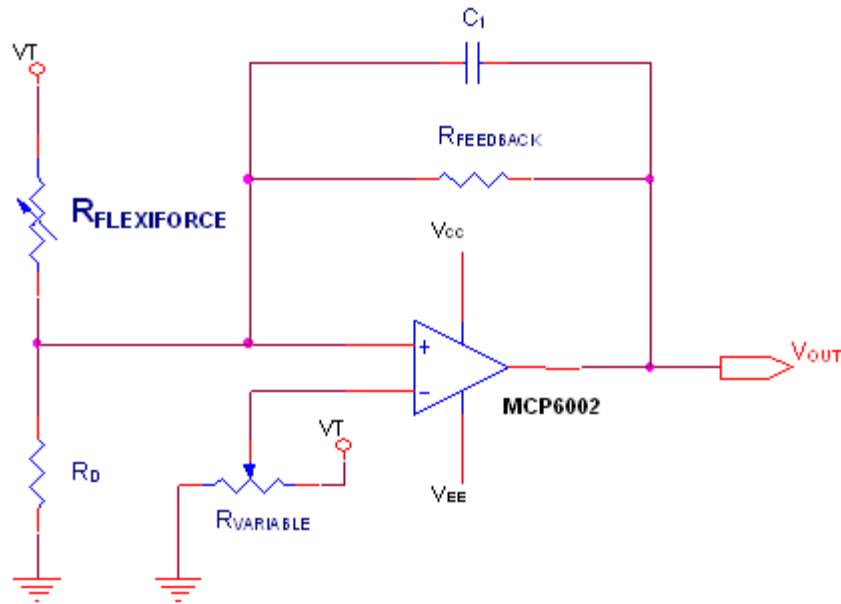 C1
VT
RFEEDBACK
RFLEXIFORCE
VCC
+
VOUT
−
MCP6002
VT
RD
VEE
RVARIABLE